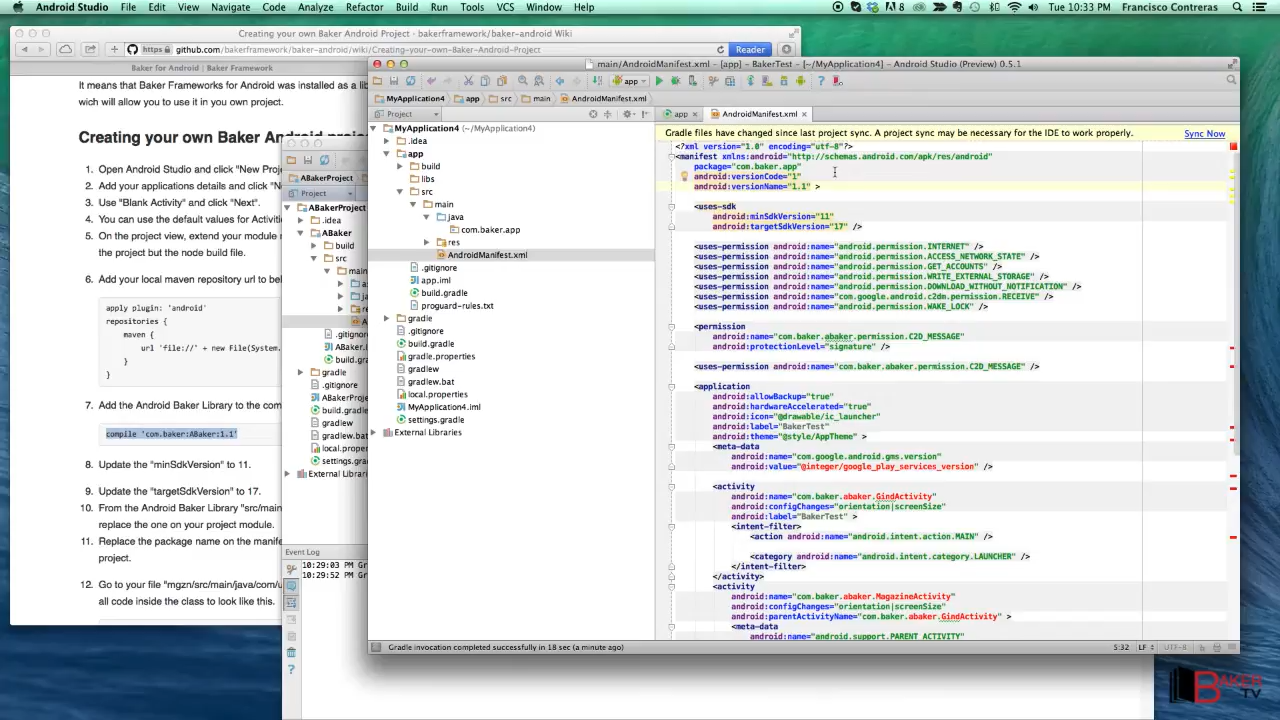 Android Studio File Edit View Navigate Code Analyze Refactor Build Run Tools VCS Window Help
8 Tue 10:33 PM Francisco Contreras
Creating your own Baker Android Project · bakerframework/baker-android Wiki
https github.com/bakerframework/baker-android/wiki/Creating-your-own-Baker-Android-Project
Reader
Baker for Android | Baker Framework
It means that Baker Frameworks for Android was installed as a lib
wich will allow you to use it in you own project.
Creating your own Baker Android project
1. Open Android Studio and click "New Proj
2. Add your applications details and click "N
3. Use "Blank Activity" and click "Next".
4. You can use the default values for Activitie
5. On the project view, extend your module n
the project but the node build file.
6. Add your local maven repository url to bel
apply plugin: 'android'
repositories {
maven {
url 'file://' + new File(System.
}
}
7. Add the Android Baker Library to the com
compile 'com.baker:ABaker:1.1'
8. Update the "minSdkVersion" to 11.
9. Update the "targetSdkVersion" to 17.
10. From the Android Baker Library "src/main
replace the one on your project module.
11. Replace the package name on the manife
project.
12. Go to your file "mgzn/src/main/java/com/u
all code inside the class to look like this.
ABakerProject
Project
ABakerProject
.idea
ABaker
build
src
main
.gitignore
ABaker.i
build.gra
gradle
.gitignore
ABakerProje
build.gradle
gradlew
gradlew.bat
local.propert
settings.grad
External Librarie
Event Log
10:29:03 PM Gr
10:29:52 PM Gr
main/AndroidManifest.xml - [app] - BakerTest - [~/MyApplication4] - Android Studio (Preview) 0.5.1
app
MyApplication4 app src main AndroidManifest.xml
Project
MyApplication4 (~/MyApplication4)
.idea
app
build
libs
src
main
java
com.baker.app
res
AndroidManifest.xml
.gitignore
app.iml
build.gradle
proguard-rules.txt
gradle
.gitignore
build.gradle
gradle.properties
gradlew
gradlew.bat
local.properties
MyApplication4.iml
settings.gradle
External Libraries
app AndroidManifest.xml
Gradle files have changed since last project sync. A project sync may be necessary for the IDE to work properly. Sync Now
<?xml version="1.0" encoding="utf-8"?>
<manifest xmlns:android="http://schemas.android.com/apk/res/android"
package="com.baker.app"
android:versionCode="1"
android:versionName="1.1" >
<uses-sdk
android:minSdkVersion="11"
android:targetSdkVersion="17" />
<uses-permission android:name="android.permission.INTERNET" />
<uses-permission android:name="android.permission.ACCESS_NETWORK_STATE" />
<uses-permission android:name="android.permission.GET_ACCOUNTS" />
<uses-permission android:name="android.permission.WRITE_EXTERNAL_STORAGE" />
<uses-permission android:name="android.permission.DOWNLOAD_WITHOUT_NOTIFICATION" />
<uses-permission android:name="com.google.android.c2dm.permission.RECEIVE" />
<uses-permission android:name="android.permission.WAKE_LOCK" />
<permission
android:name="com.baker.abaker.permission.C2D_MESSAGE"
android:protectionLevel="signature" />
<uses-permission android:name="com.baker.abaker.permission.C2D_MESSAGE" />
<application
android:allowBackup="true"
android:hardwareAccelerated="true"
android:icon="@drawable/ic_launcher"
android:label="BakerTest"
android:theme="@style/AppTheme" >
<meta-data
android:name="com.google.android.gms.version"
android:value="@integer/google_play_services_version" />
<activity
android:name="com.baker.abaker.GindActivity"
android:configChanges="orientation|screenSize"
android:label="BakerTest" >
<intent-filter>
<action android:name="android.intent.action.MAIN" />
<category android:name="android.intent.category.LAUNCHER" />
</intent-filter>
</activity>
<activity
android:name="com.baker.abaker.MagazineActivity"
android:configChanges="orientation|screenSize"
android:parentActivityName="com.baker.abaker.GindActivity" >
<meta-data
android:name="android.support.PARENT_ACTIVITY"
Gradle invocation completed successfully in 18 sec (a minute ago)
5:32 LF UTF-8
BAKER
TV